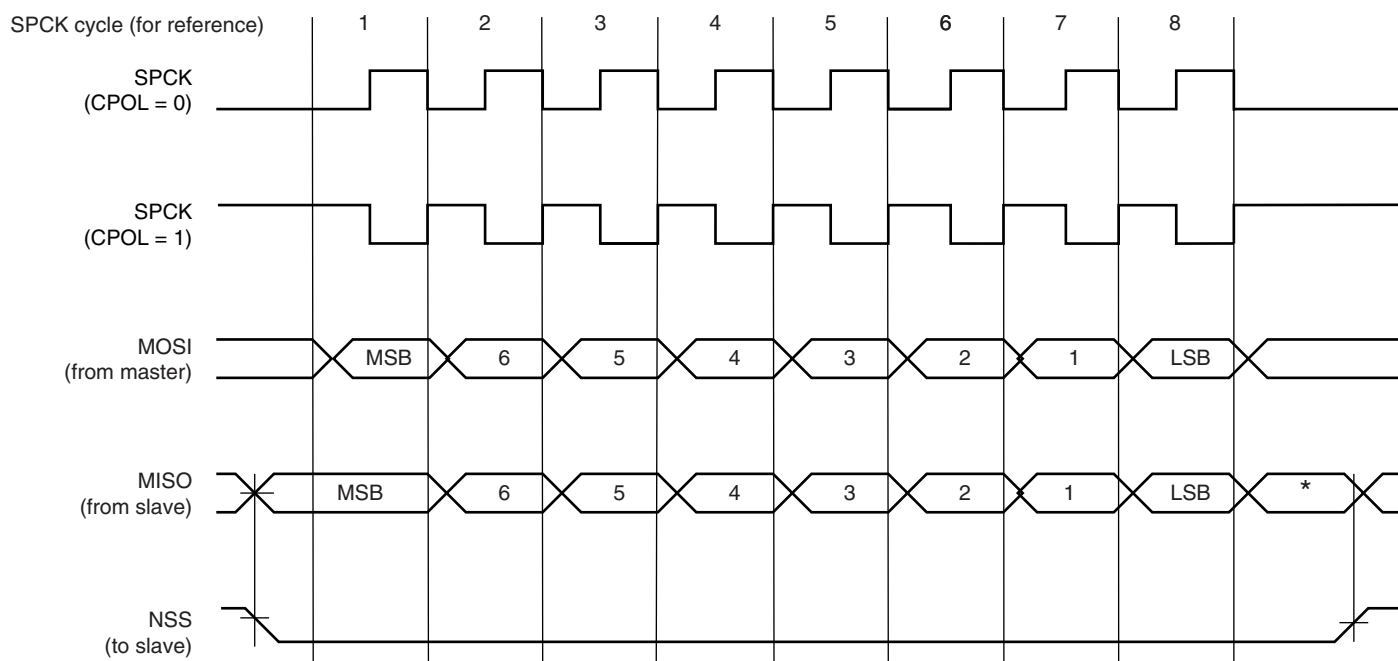 SPCK cycle (for reference) 1 2 3 4 5 6 7 8
SPCK
(CPOL = 0)
SPCK
(CPOL = 1)
MOSI
(from master)
MSB 6 5 4 3 2 1 LSB
MISO
(from slave)
MSB 6 5 4 3 2 1 LSB *
NSS
(to slave)